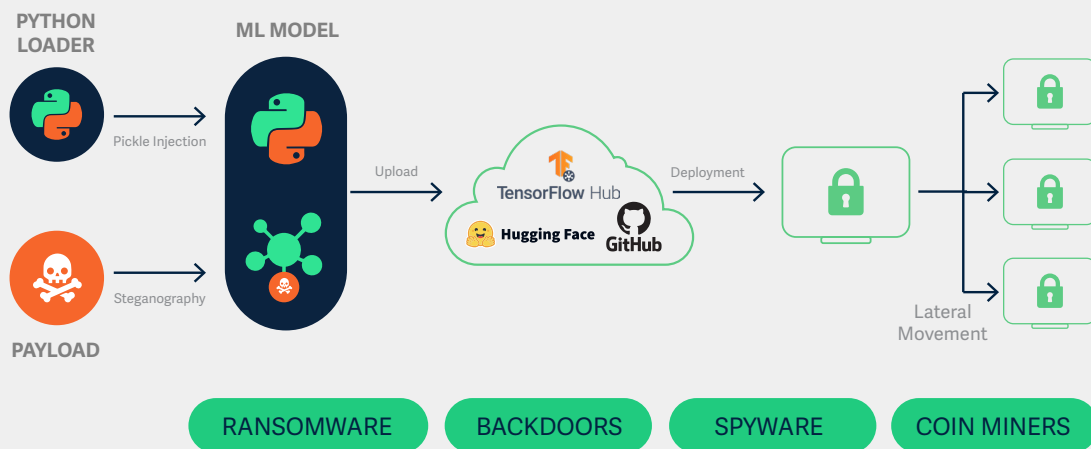 PYTHON
LOADER
ML MODEL
Pickle Injection
Upload
TensorFlow Hub
Hugging Face
GitHub
Deployment
Steganography
PAYLOAD
Lateral
Movement
RANSOMWARE
BACKDOORS
SPYWARE
COIN MINERS